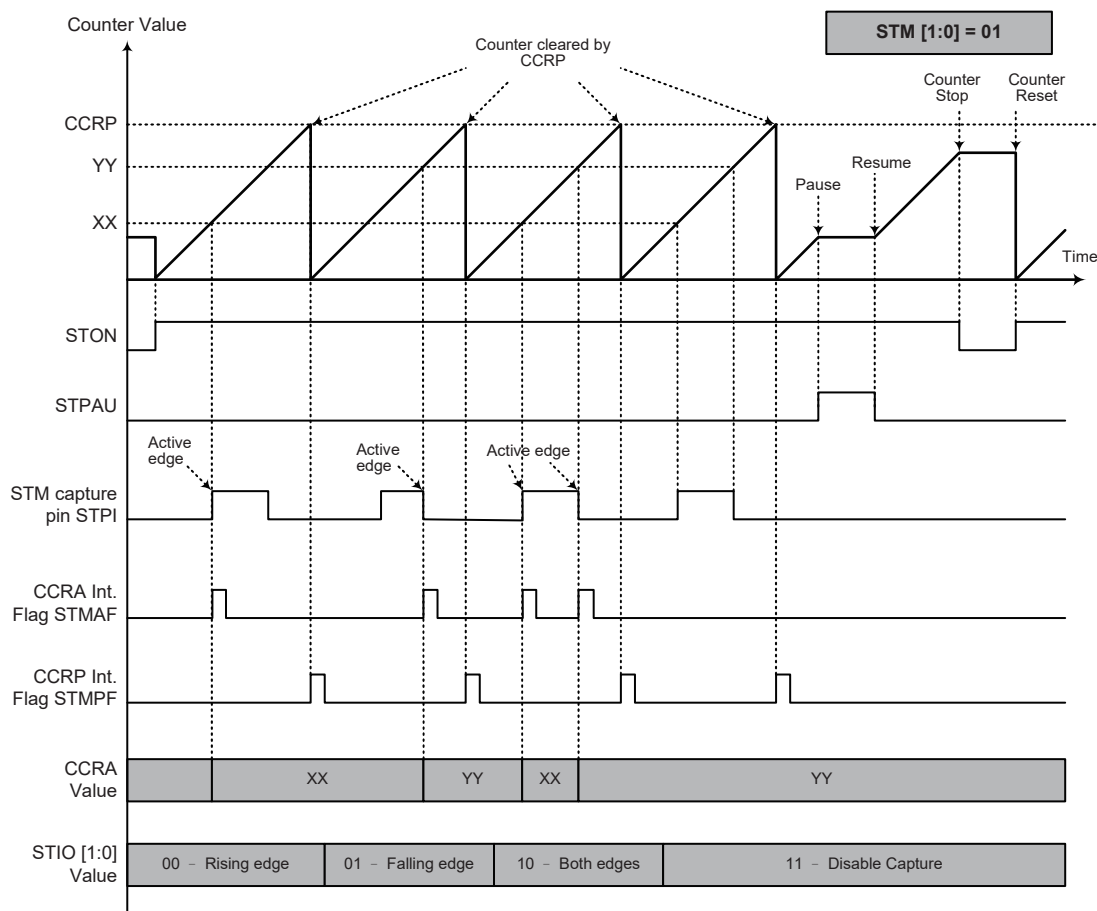 Counter Value
STM [1:0] = 01
Counter cleared by
CCRP
Counter
Stop
Counter
Reset
CCRP
YY
XX
Pause
Resume
Time
STON
STPAU
Active
edge
Active
edge
Active edge
STM capture
pin STPI
CCRA Int.
Flag STMAF
CCRP Int.
Flag STMPF
CCRA
Value
XX
YY
XX
YY
STIO [1:0]
Value
00 – Rising edge
01 – Falling edge
10 – Both edges
11 – Disable Capture